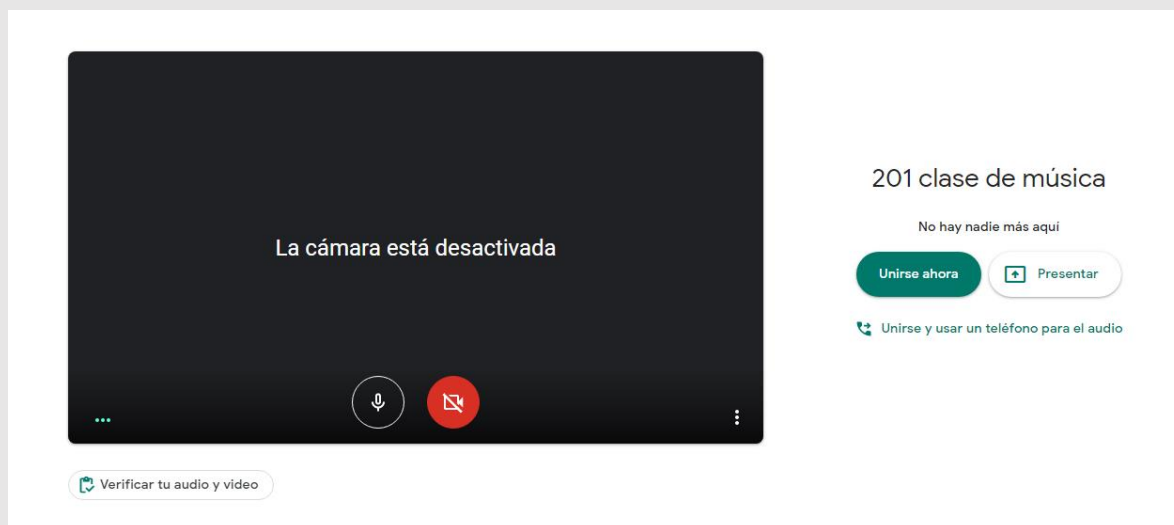 La cámara está desactivada
201 clase de música
No hay nadie más aquí
Unirse ahora
Presentar
Unirse y usar un teléfono para el audio
Verificar tu audio y video